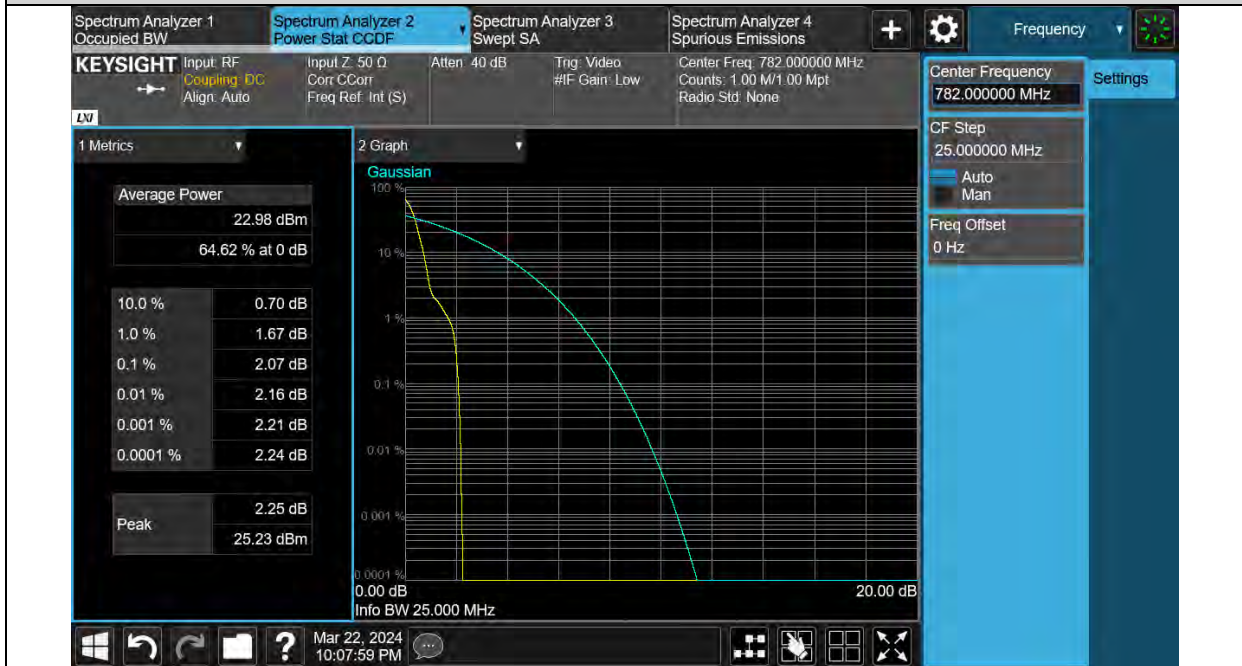 Spectrum Analyzer 1
Occupied BW
Spectrum Analyzer 2
Power Stat CCDF
Spectrum Analyzer 3
Swept SA
Spectrum Analyzer 4
Spurious Emissions
+
Frequency
KEYSIGHT
LXI
Input: RF
Coupling: DC
Align: Auto
Input Z: 50 Ω
Corr CCorr
Freq Ref: Int (S)
Atten: 40 dB
Trig: Video
#IF Gain: Low
Center Freq: 782.000000 MHz
Counts: 1.00 M/1.00 Mpt
Radio Std: None
Center Frequency
782.000000 MHz
Settings
CF Step
25.000000 MHz
Auto
Man
Freq Offset
0 Hz
1 Metrics
Average Power
22.98 dBm
64.62 % at 0 dB
10.0 % 0.70 dB
1.0 % 1.67 dB
0.1 % 2.07 dB
0.01 % 2.16 dB
0.001 % 2.21 dB
0.0001 % 2.24 dB
Peak
2.25 dB
25.23 dBm
2 Graph
Gaussian
100 %
10 %
1 %
0.1 %
0.01 %
0.001 %
0.0001 %
0.00 dB 20.00 dB
Info BW 25.000 MHz
?
Mar 22, 2024
10:07:59 PM